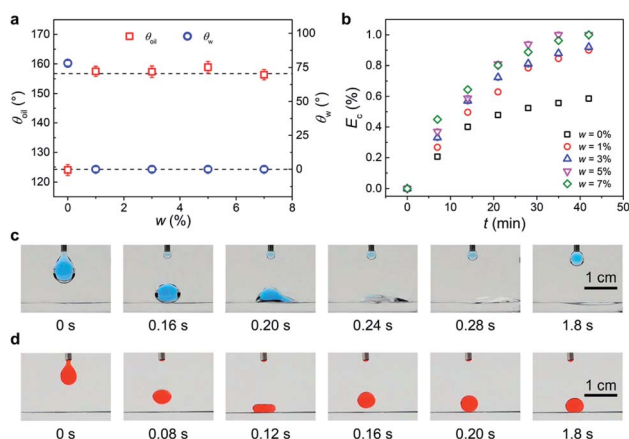 a
θoil θw
160
150
140
130
120
θoil (°)
0 2 4 6 8
w (%)
100
75
50
25
0
θw (°)
b
1.0
0.8
0.6
0.4
0.2
0.0
Ec (%)
w = 0%
w = 1%
w = 3%
w = 5%
w = 7%
0 10 20 30 40 50
t (min)
c
1 cm
0 s 0.16 s 0.20 s 0.24 s 0.28 s 1.8 s
d
1 cm
0 s 0.08 s 0.12 s 0.16 s 0.20 s 1.8 s